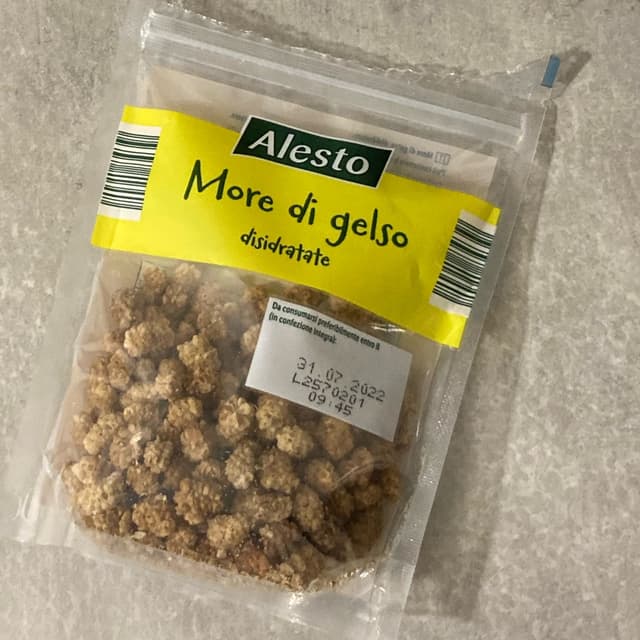 Alesto
More di gelso
disidratate
Da consumarsi preferibilmente entro il
(in confezione integra):
31.07.2022
L2570201
09:45